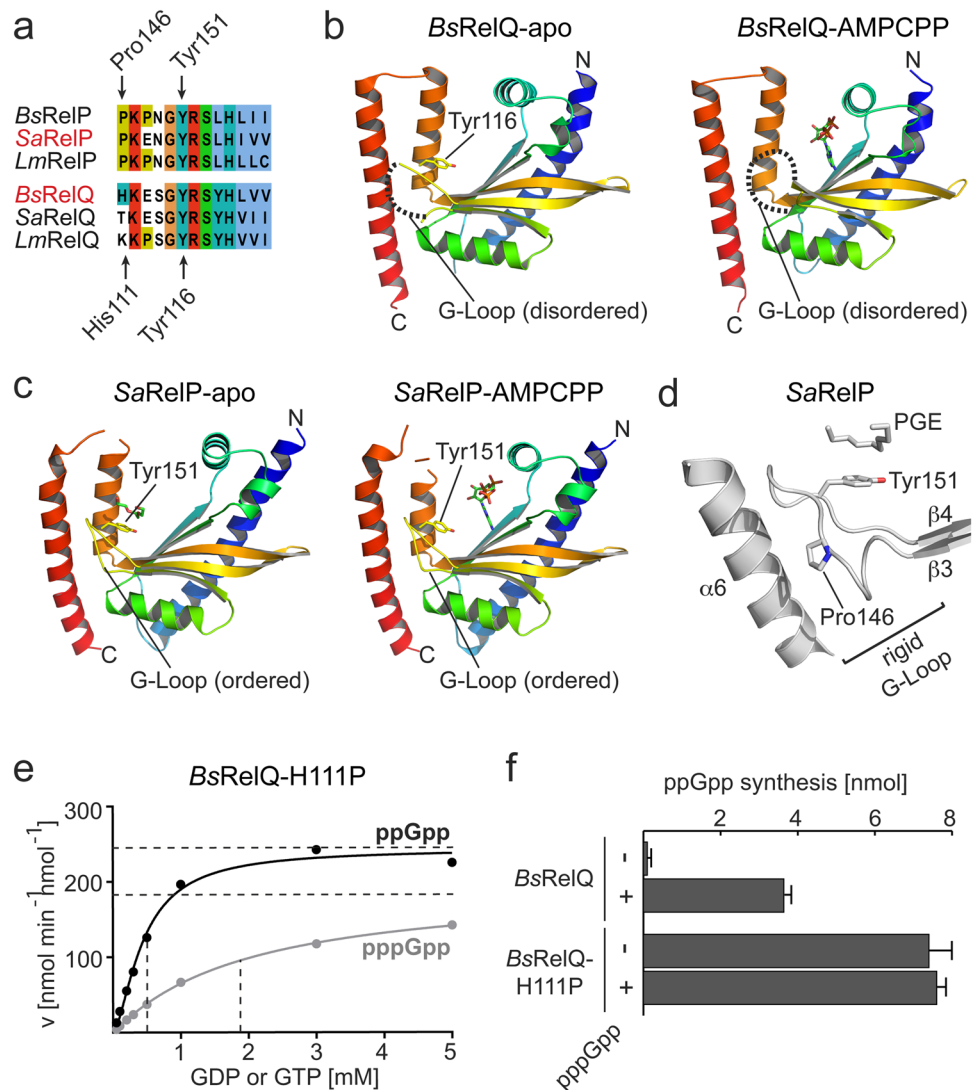 a
Pro146
Tyr151
BsRelP PKPNGYRSLHLII
SaRelP PKENGYRSLHIVV
LmRelP PKPNGYRSLHLLC
BsRelQ HKESGYRSYHLVV
SaRelQ TKESGYRSYHVII
LmRelQ KKPSGYRSYHVVI
His111
Tyr116
b
BsRelQ-apo
N
Tyr116
C
G-Loop (disordered)
BsRelQ-AMPCPP
N
C
G-Loop (disordered)
c
SaRelP-apo
N
Tyr151
C
G-Loop (ordered)
SaRelP-AMPCPP
N
Tyr151
C
G-Loop (ordered)
d
SaRelP
PGE
Tyr151
β4
β3
α6
Pro146
rigid
G-Loop
e
BsRelQ-H111P
v [nmol min⁻¹ nmol⁻¹]
300
200
100
ppGpp
pppGpp
0 1 2 3 4 5
GDP or GTP [mM]
f
ppGpp synthesis [nmol]
2 4 6 8
BsRelQ
-
+
BsRelQ-
H111P
-
+
pppGpp